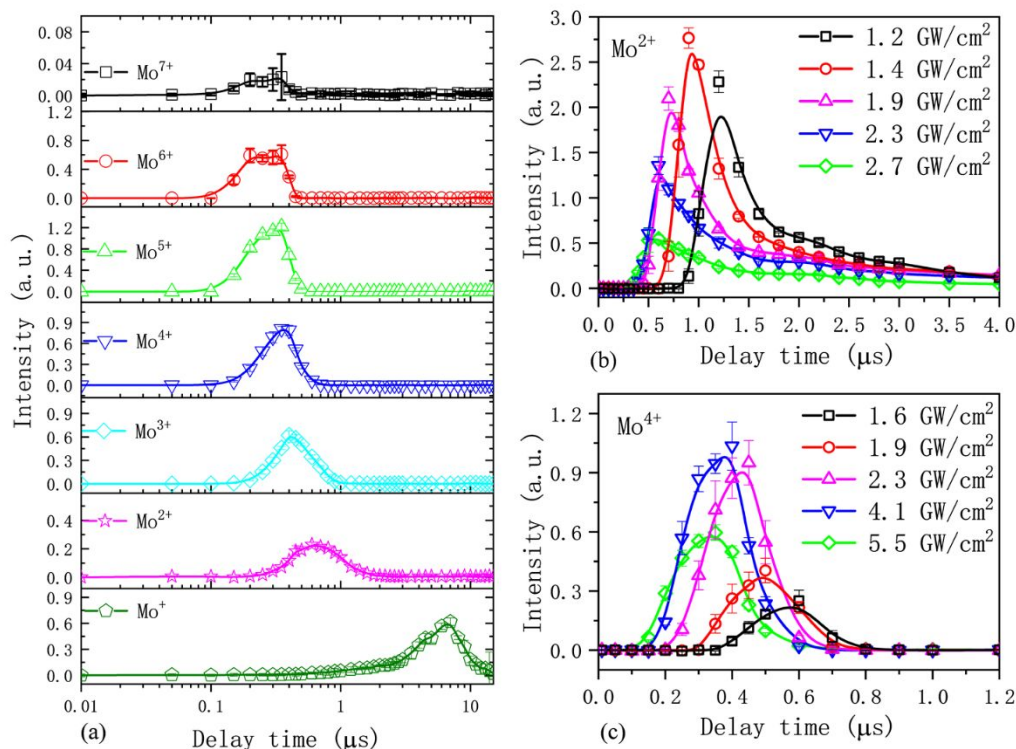 0.08
0.04
0.00
Mo⁷⁺
1.2
0.6
0.0
Mo⁶⁺
1.2
0.8
0.4
0.0
Mo⁵⁺
0.9
0.6
0.3
0.0
Mo⁴⁺
0.9
0.6
0.3
0.0
Mo³⁺
0.4
0.2
0.0
Mo²⁺
0.9
0.6
0.3
0.0
Mo⁺
Intensity (a.u.)
0.01 0.1 1 10
(a) Delay time (μs)
Mo²⁺
1.2 GW/cm²
1.4 GW/cm²
1.9 GW/cm²
2.3 GW/cm²
2.7 GW/cm²
Intensity (a.u.)
3.0
2.5
2.0
1.5
1.0
0.5
0.0
0.0 0.5 1.0 1.5 2.0 2.5 3.0 3.5 4.0
(b) Delay time (μs)
Mo⁴⁺
1.6 GW/cm²
1.9 GW/cm²
2.3 GW/cm²
4.1 GW/cm²
5.5 GW/cm²
Intensity (a.u.)
1.2
0.9
0.6
0.3
0.0
0.0 0.2 0.4 0.6 0.8 1.0 1.2
(c) Delay time (μs)